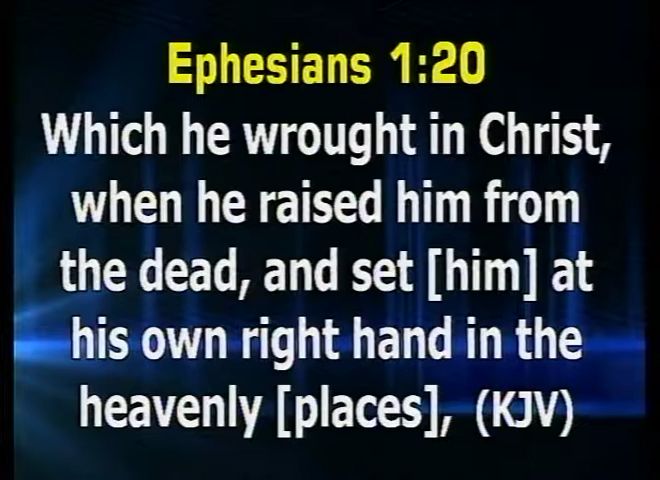 Ephesians 1:20
Which he wrought in Christ,
when he raised him from
the dead, and set [him] at
his own right hand in the
heavenly [places], (KJV)